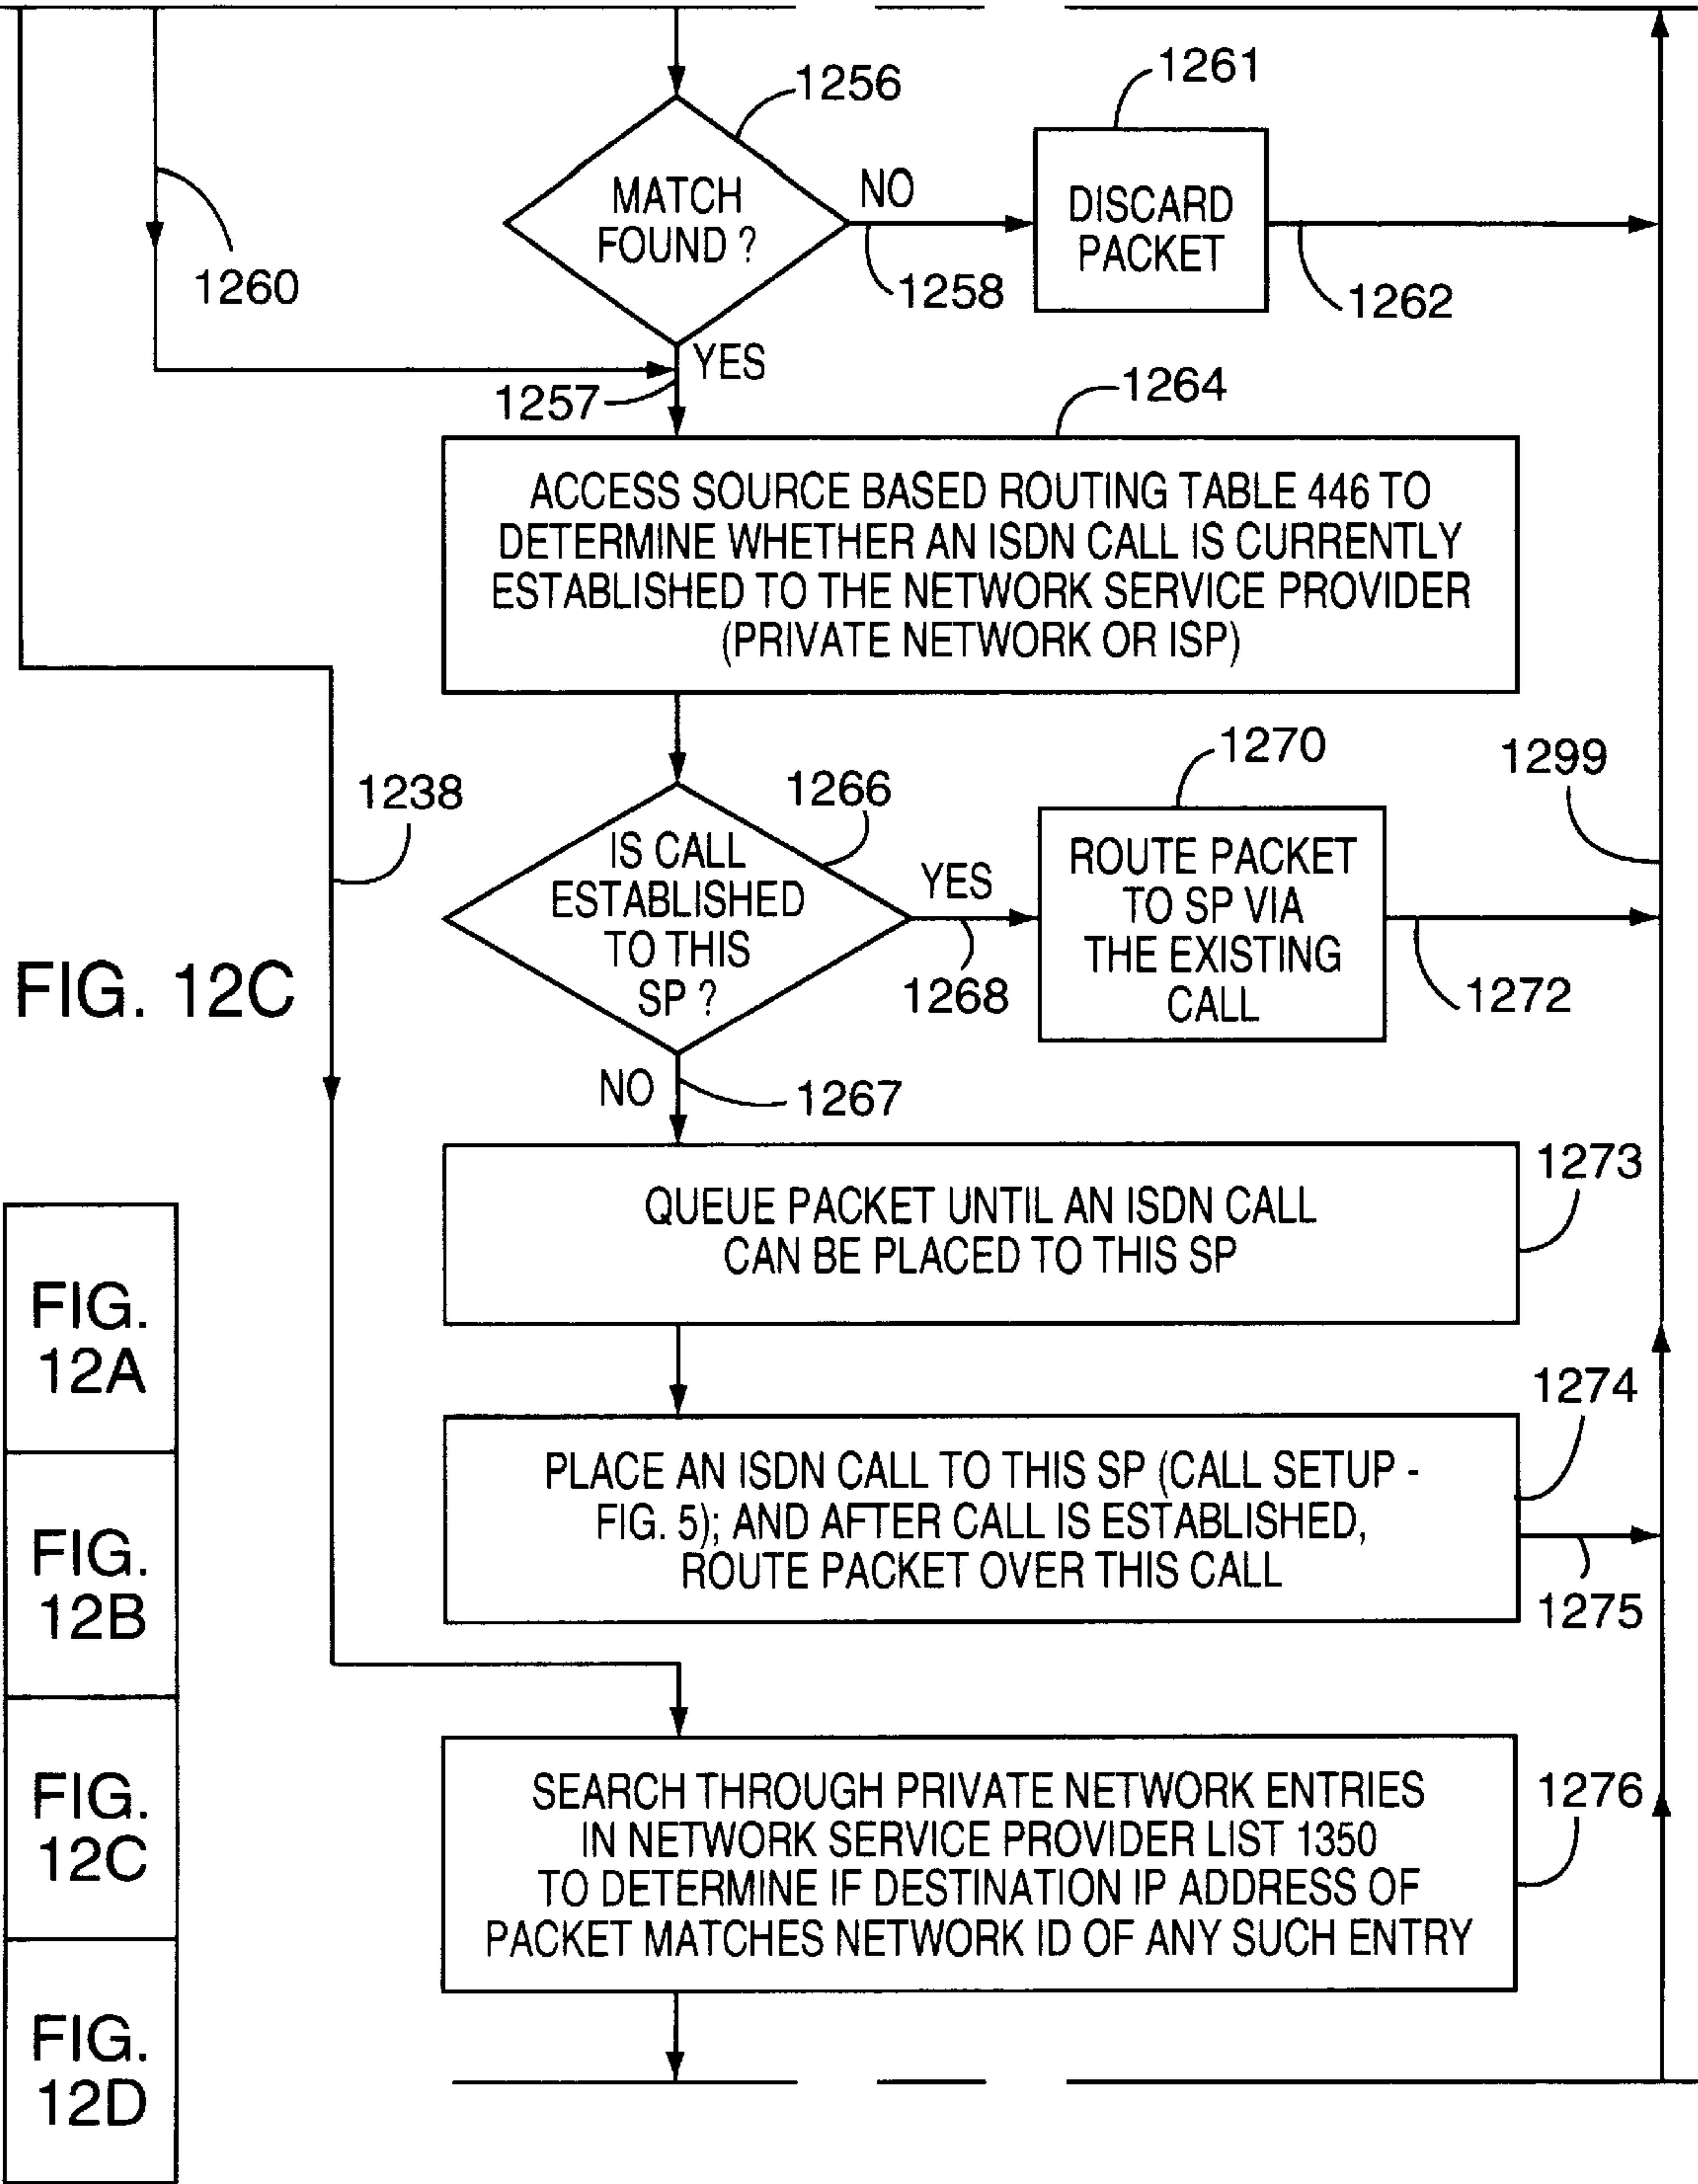 1256
1261
MATCH
FOUND ?
NO
DISCARD
PACKET
1260
1258
1262
YES
1257
1264
ACCESS SOURCE BASED ROUTING TABLE 446 TO
DETERMINE WHETHER AN ISDN CALL IS CURRENTLY
ESTABLISHED TO THE NETWORK SERVICE PROVIDER
(PRIVATE NETWORK OR ISP)
1238
1266
1270
1299
IS CALL
ESTABLISHED
TO THIS
SP ?
YES
ROUTE PACKET
TO SP VIA
THE EXISTING
CALL
1268
1272
FIG. 12C
NO
1267
1273
QUEUE PACKET UNTIL AN ISDN CALL
CAN BE PLACED TO THIS SP
1274
PLACE AN ISDN CALL TO THIS SP (CALL SETUP -
FIG. 5); AND AFTER CALL IS ESTABLISHED,
ROUTE PACKET OVER THIS CALL
1275
SEARCH THROUGH PRIVATE NETWORK ENTRIES
IN NETWORK SERVICE PROVIDER LIST 1350
TO DETERMINE IF DESTINATION IP ADDRESS OF
PACKET MATCHES NETWORK ID OF ANY SUCH ENTRY
1276
FIG.
12A
FIG.
12B
FIG.
12C
FIG.
12D